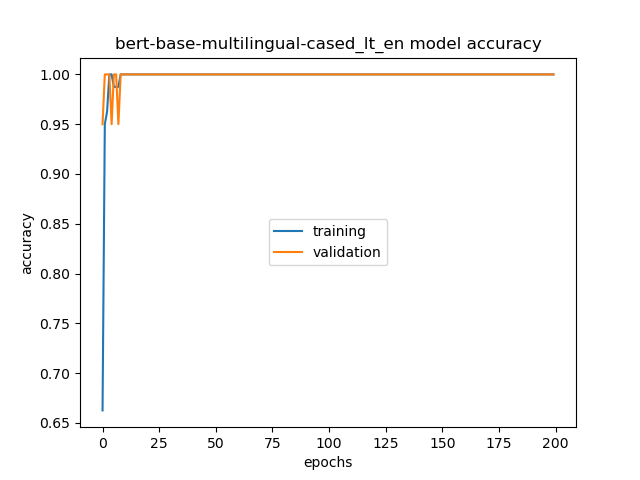 bert-base-multilingual-cased_lt_en model accuracy
1.00
0.95
0.90
0.85
0.80
0.75
0.70
0.65
accuracy
training
validation
0 25 50 75 100 125 150 175 200
epochs